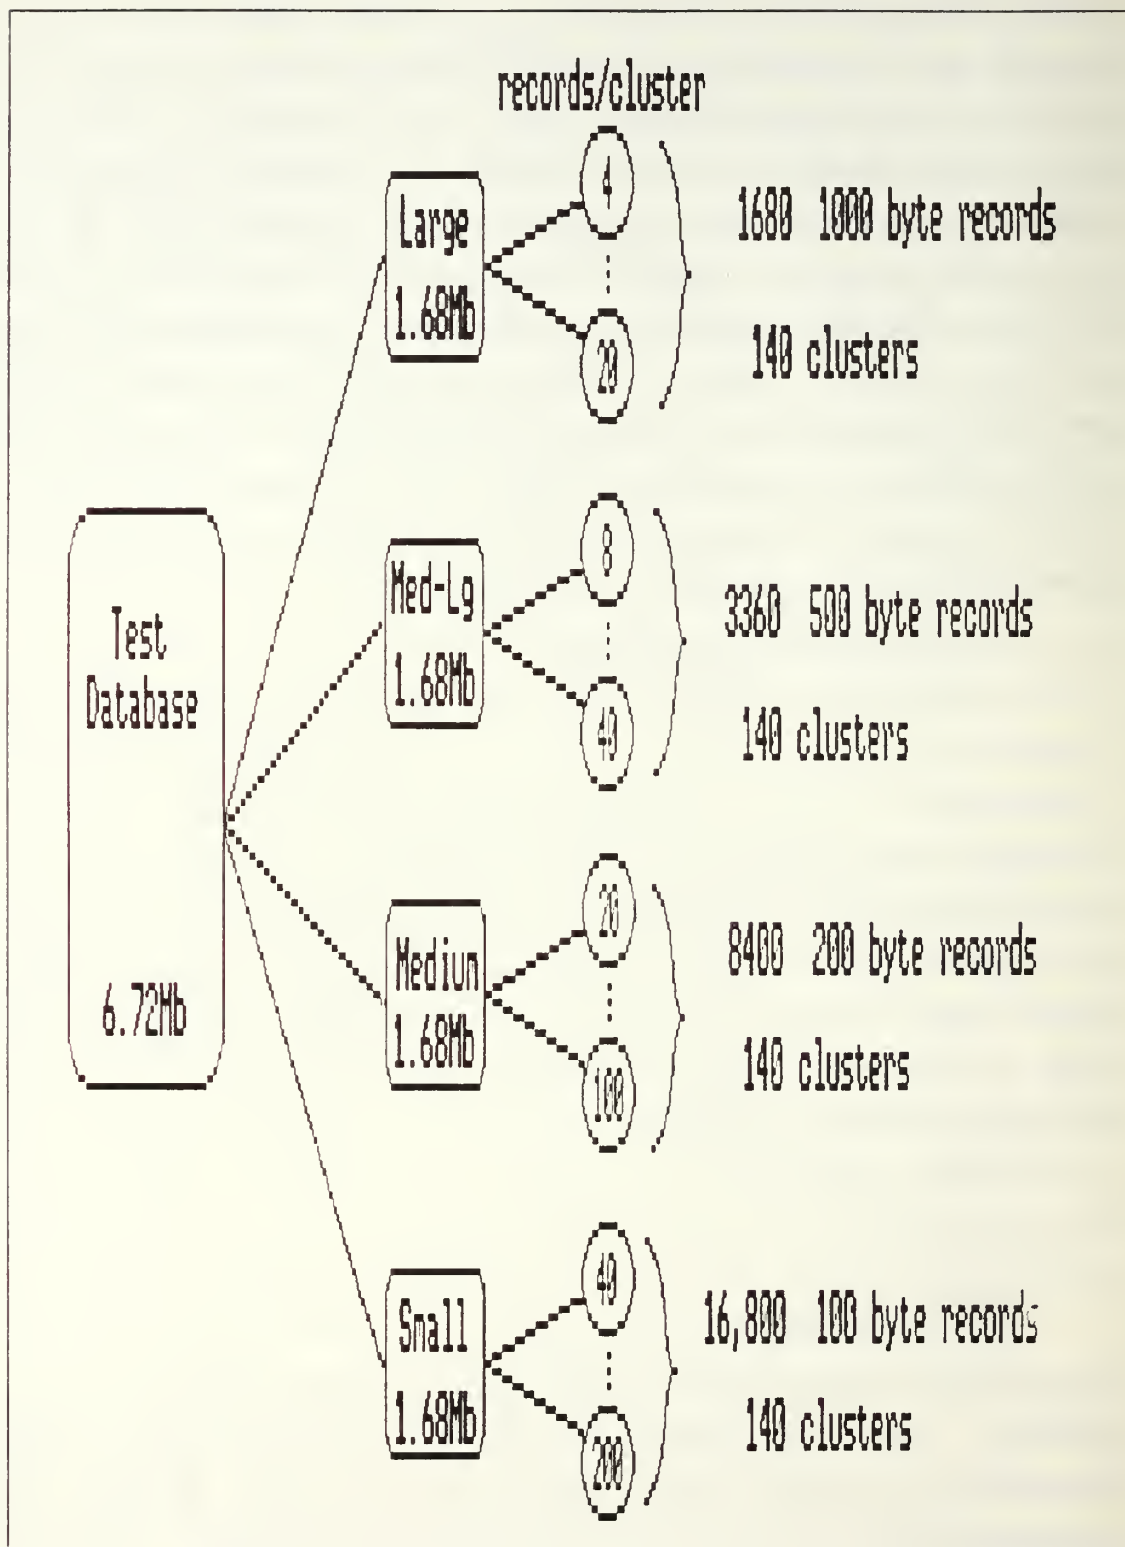 records/cluster
4
Large
1.68Mb
20
1680 1000 byte records
140 clusters
8
Med-Lg
1.68Mb
40
3360 500 byte records
140 clusters
Test
Database
6.72Mb
20
Medium
1.68Mb
100
8400 200 byte records
140 clusters
40
Small
1.68Mb
200
16,800 100 byte records
140 clusters